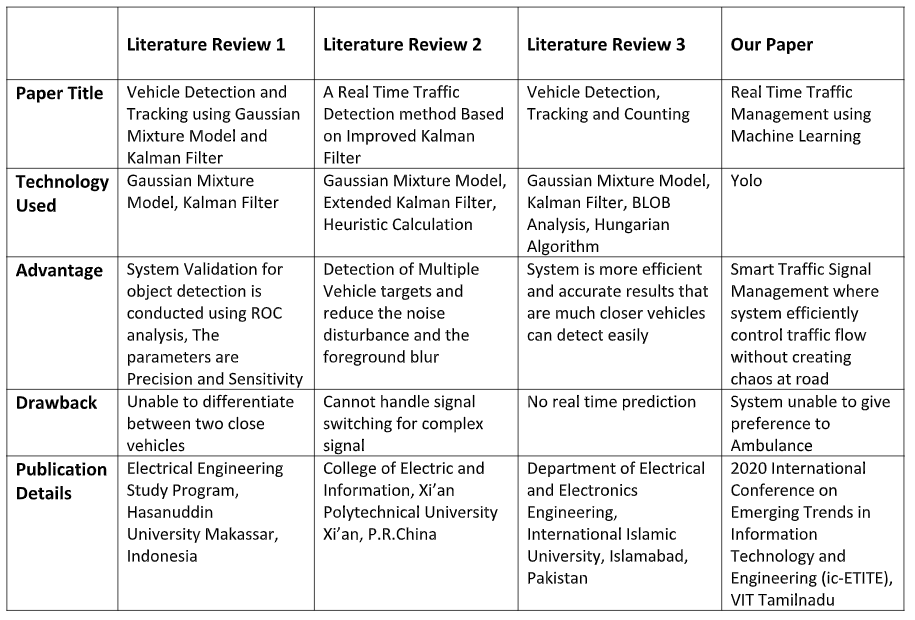 Literature Review 1
Literature Review 2
Literature Review 3
Our Paper
Paper Title
Vehicle Detection and
Tracking using Gaussian
Mixture Model and
Kalman Filter
A Real Time Traffic
Detection method Based
on Improved Kalman
Filter
Vehicle Detection,
Tracking and Counting
Real Time Traffic
Management using
Machine Learning
Technology
Used
Gaussian Mixture
Model, Kalman Filter
Gaussian Mixture Model,
Extended Kalman Filter,
Heuristic Calculation
Gaussian Mixture Model,
Kalman Filter, BLOB
Analysis, Hungarian
Algorithm
Yolo
Advantage
System Validation for
object detection is
conducted using ROC
analysis, The
parameters are
Precision and Sensitivity
Detection of Multiple
Vehicle targets and
reduce the noise
disturbance and the
foreground blur
System is more efficient
and accurate results that
are much closer vehicles
can detect easily
Smart Traffic Signal
Management where
system efficiently
control traffic flow
without creating
chaos at road
Drawback
Unable to differentiate
between two close
vehicles
Cannot handle signal
switching for complex
signal
No real time prediction
System unable to give
preference to
Ambulance
Publication
Details
Electrical Engineering
Study Program,
Hasanuddin
University Makassar,
Indonesia
College of Electric and
Information, Xi’an
Polytechnical University
Xi’an, P.R.China
Department of Electrical
and Electronics
Engineering,
International Islamic
University, Islamabad,
Pakistan
2020 International
Conference on
Emerging Trends in
Information
Technology and
Engineering (ic-ETITE),
VIT Tamilnadu